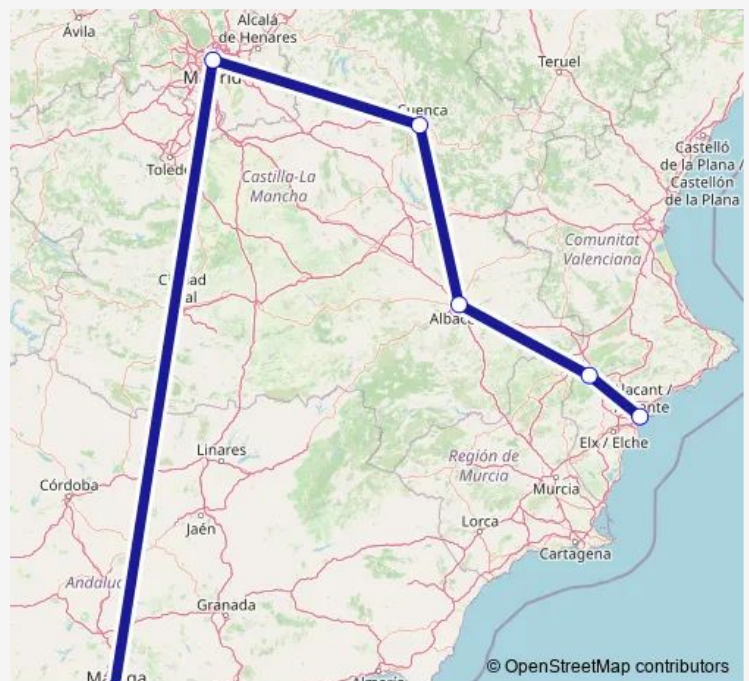 Ávila
Alcalá
de Henares
Teruel
Cuenca
Castelló
de la Plana /
Castellón
de la Plana
Castilla-La
Mancha
Comunitat
Valenciana
Elx / Elche
Linares
Región de
Murcia
Córdoba
Murcia
Lorca
Jaén
Cartagena
Granada
© OpenStreetMap contributors